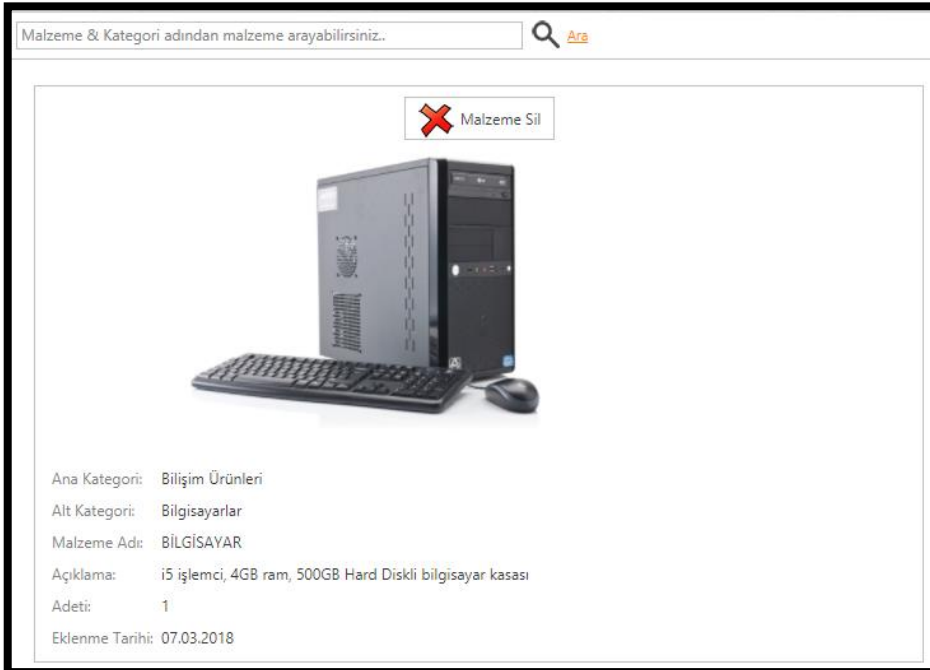 Malzeme & Kategori adından malzeme arayabilirsiniz..
Ara
Malzeme Sil
Ana Kategori: Bilişim Ürünleri
Alt Kategori: Bilgisayarlar
Malzeme Adı: BİLGİSAYAR
Açıklama: i5 işlemci, 4GB ram, 500GB Hard Diskli bilgisayar kasası
Adeti: 1
Eklenme Tarihi: 07.03.2018